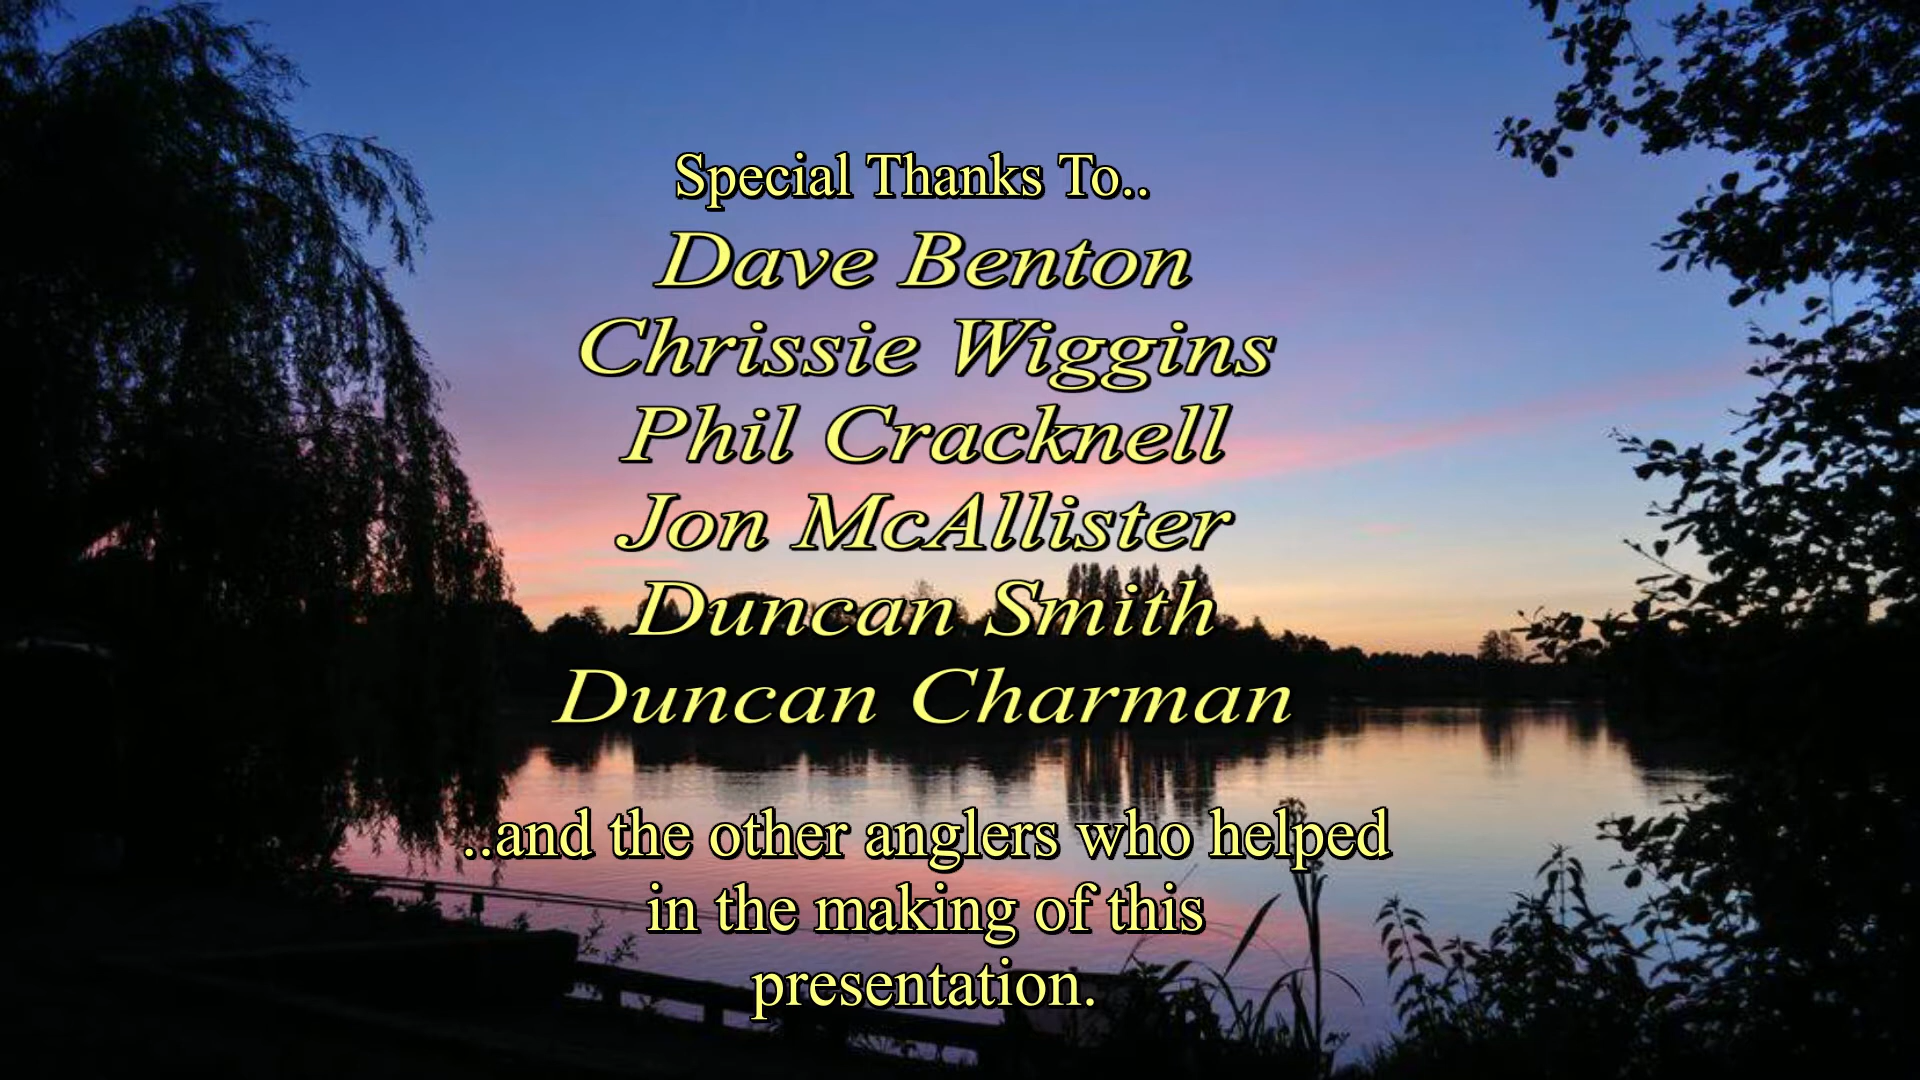 Special Thanks To..
Dave Benton
Chrissie Wiggins
Phil Cracknell
Jon McAllister
Duncan Smith
Duncan Charman
..and the other anglers who helped
in the making of this
presentation.